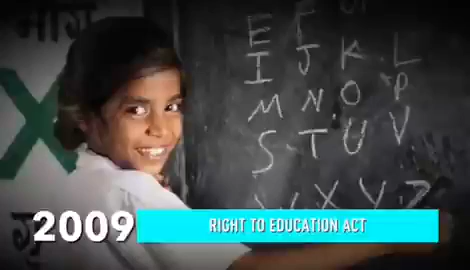 भाग
E F
I J K L
M N O P
S T U V
W X Y Z
X
2009 RIGHT TO EDUCATION ACT